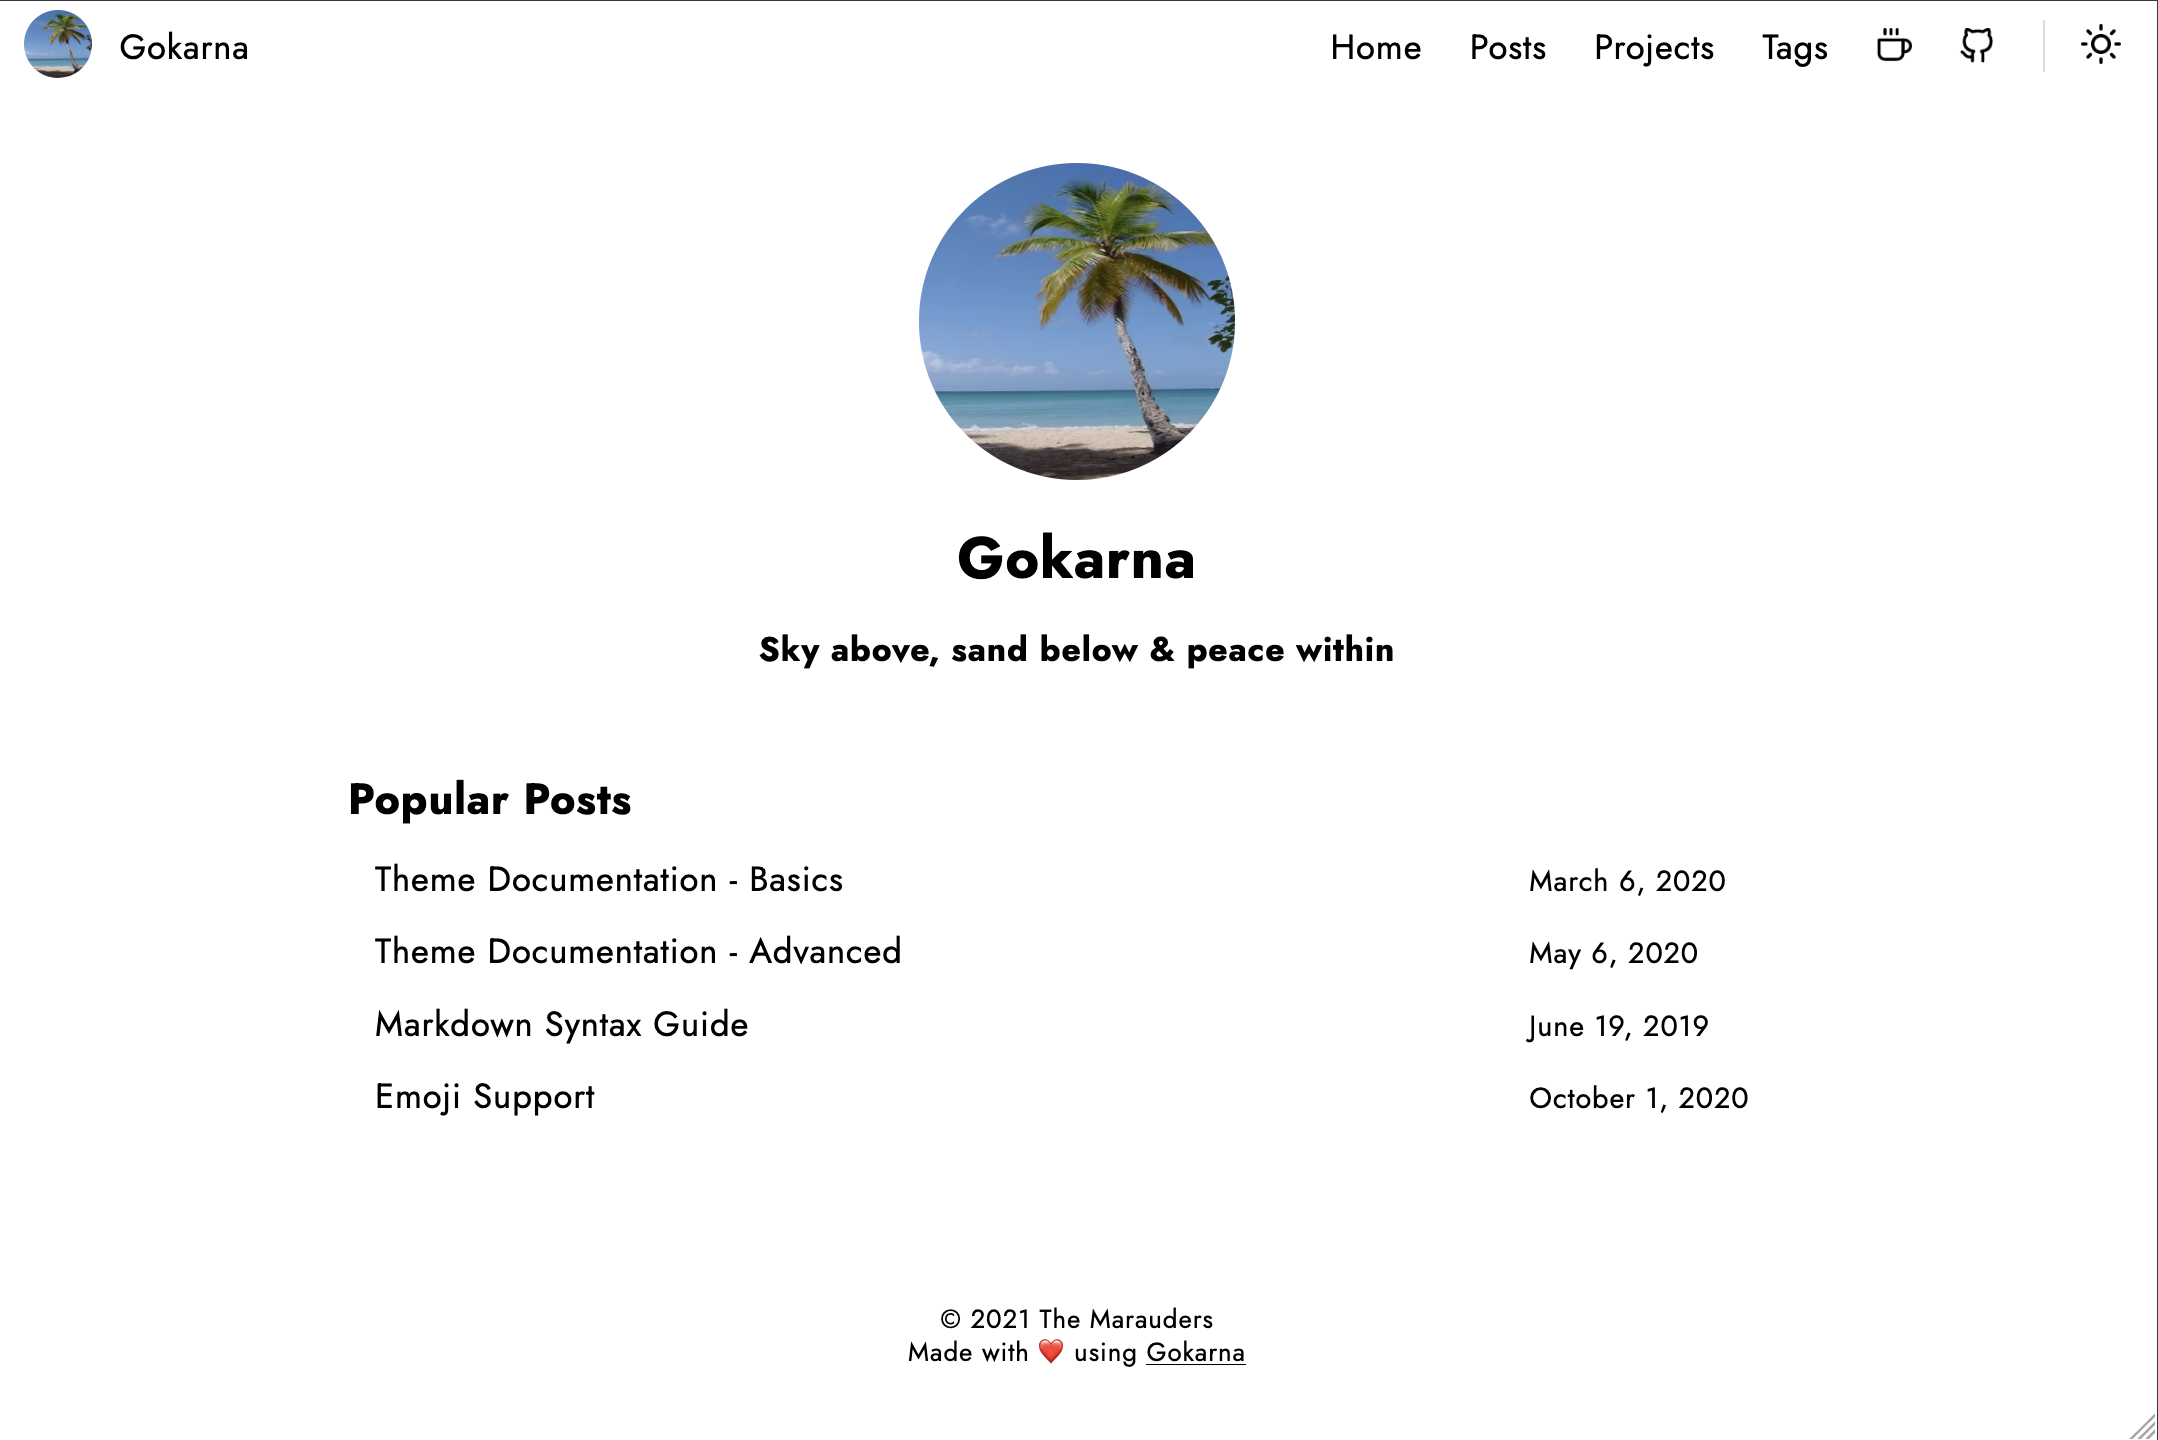 Gokarna
Home Posts Projects Tags
Gokarna
Sky above, sand below & peace within
Popular Posts
Theme Documentation - Basics March 6, 2020
Theme Documentation - Advanced May 6, 2020
Markdown Syntax Guide June 19, 2019
Emoji Support October 1, 2020
© 2021 The Marauders
Made with ❤️ using Gokarna